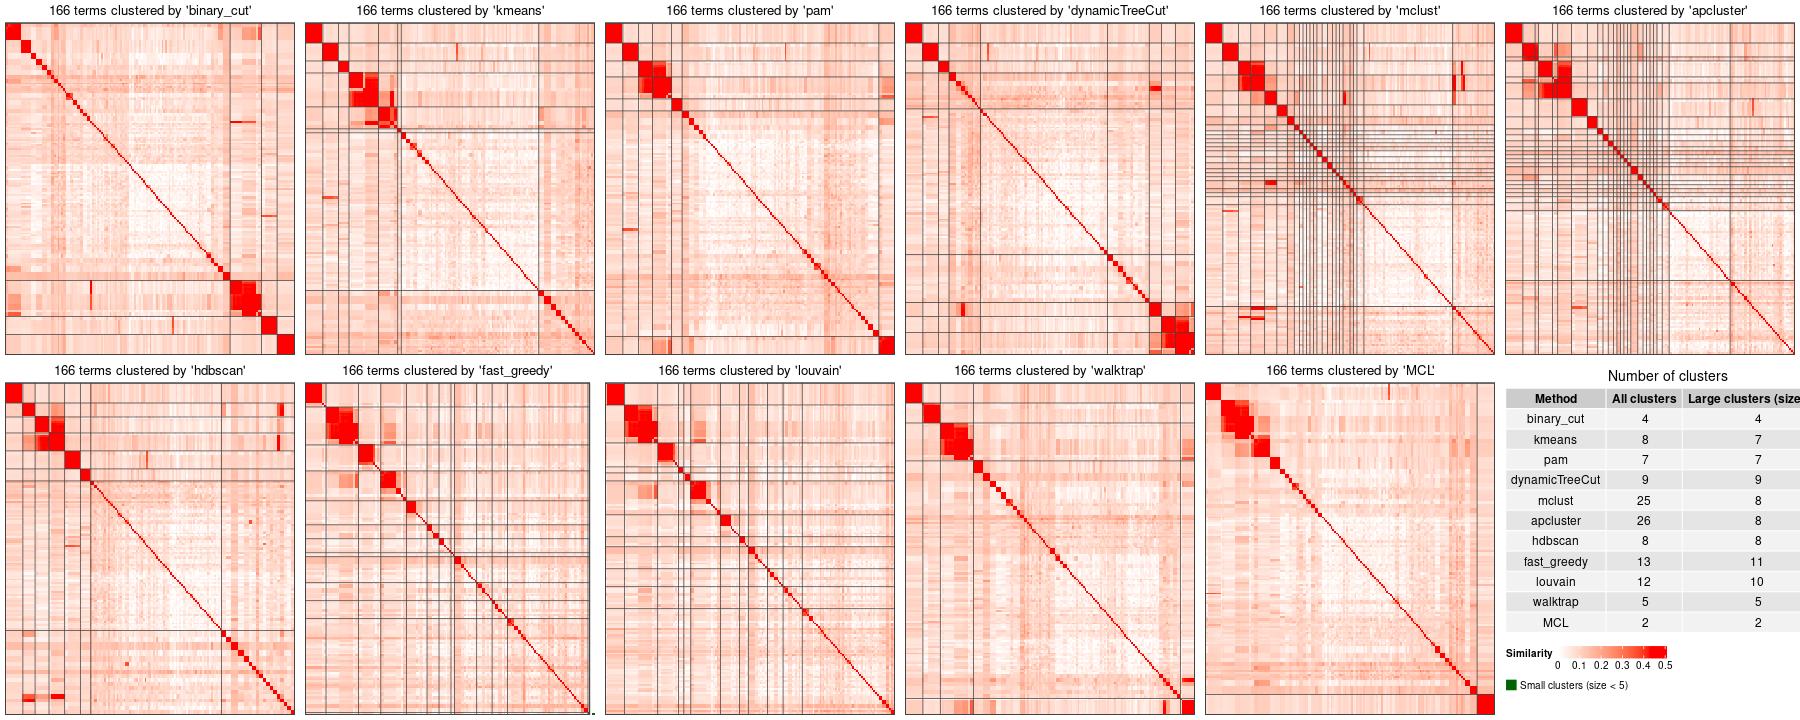 166 terms clustered by 'binary_cut'
166 terms clustered by 'kmeans'
166 terms clustered by 'pam'
166 terms clustered by 'dynamicTreeCut'
166 terms clustered by 'mclust'
166 terms clustered by 'apcluster'
166 terms clustered by 'hdbscan'
166 terms clustered by 'fast_greedy'
166 terms clustered by 'louvain'
166 terms clustered by 'walktrap'
166 terms clustered by 'MCL'
Number of clusters
Method All clusters Large clusters (size
binary_cut 4 4
kmeans 8 7
pam 7 7
dynamicTreeCut 9 9
mclust 25 8
apcluster 26 8
hdbscan 8 8
fast_greedy 13 11
louvain 12 10
walktrap 5 5
MCL 2 2
Similarity
0 0.1 0.2 0.3 0.4 0.5
Small clusters (size < 5)